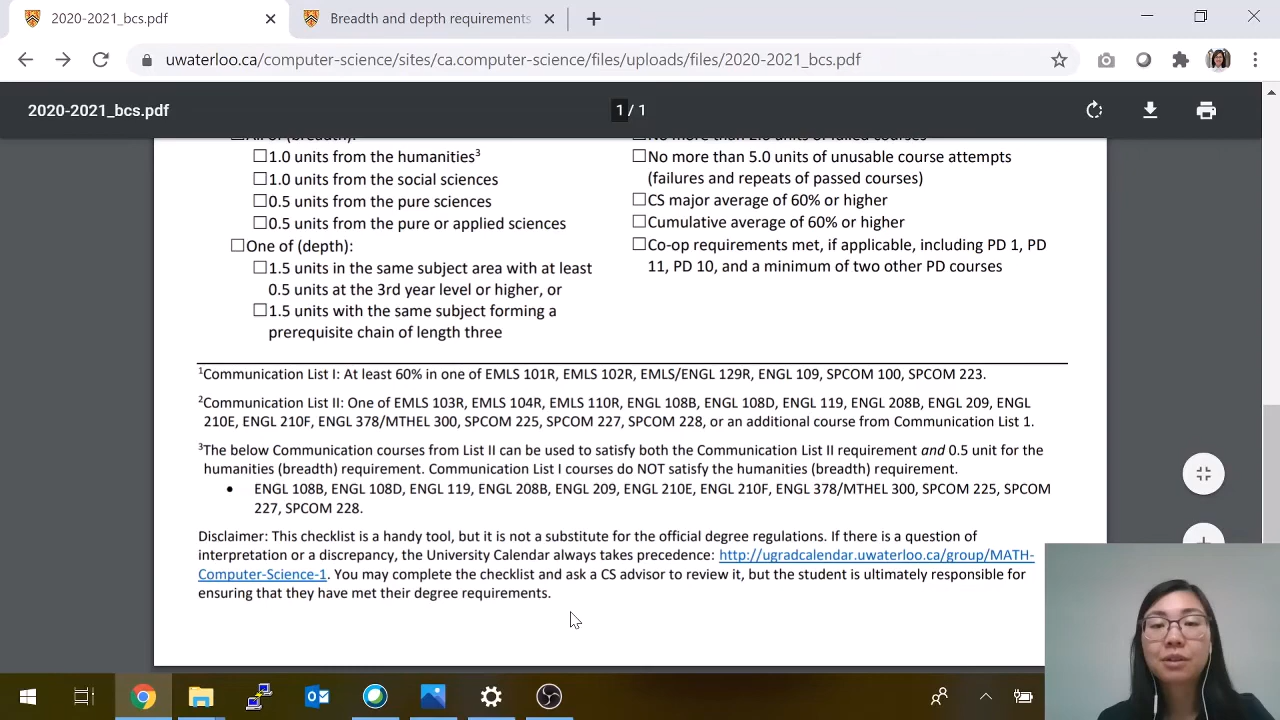 2020-2021_bcs.pdf
Breadth and depth requirements
uwaterloo.ca/computer-science/sites/ca.computer-science/files/uploads/files/2020-2021_bcs.pdf
2020-2021_bcs.pdf
1 / 1
All of (breadth):
1.0 units from the humanities3
1.0 units from the social sciences
0.5 units from the pure sciences
0.5 units from the pure or applied sciences
One of (depth):
1.5 units in the same subject area with at least
0.5 units at the 3rd year level or higher, or
1.5 units with the same subject forming a
prerequisite chain of length three
No more than 2.0 units of failed courses
No more than 5.0 units of unusable course attempts
(failures and repeats of passed courses)
CS major average of 60% or higher
Cumulative average of 60% or higher
Co-op requirements met, if applicable, including PD 1, PD
11, PD 10, and a minimum of two other PD courses
1Communication List I: At least 60% in one of EMLS 101R, EMLS 102R, EMLS/ENGL 129R, ENGL 109, SPCOM 100, SPCOM 223.
2Communication List II: One of EMLS 103R, EMLS 104R, EMLS 110R, ENGL 108B, ENGL 108D, ENGL 119, ENGL 208B, ENGL 209, ENGL
210E, ENGL 210F, ENGL 378/MTHEL 300, SPCOM 225, SPCOM 227, SPCOM 228, or an additional course from Communication List 1.
3The below Communication courses from List II can be used to satisfy both the Communication List II requirement and 0.5 unit for the
humanities (breadth) requirement. Communication List I courses do NOT satisfy the humanities (breadth) requirement.
• ENGL 108B, ENGL 108D, ENGL 119, ENGL 208B, ENGL 209, ENGL 210E, ENGL 210F, ENGL 378/MTHEL 300, SPCOM 225, SPCOM
227, SPCOM 228.
Disclaimer: This checklist is a handy tool, but it is not a substitute for the official degree regulations. If there is a question of
interpretation or a discrepancy, the University Calendar always takes precedence: http://ugradcalendar.uwaterloo.ca/group/MATH-
Computer-Science-1. You may complete the checklist and ask a CS advisor to review it, but the student is ultimately responsible for
ensuring that they have met their degree requirements.